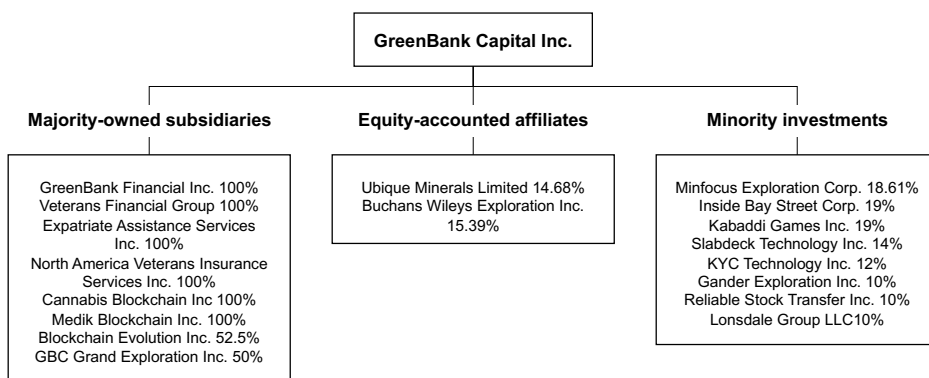 GreenBank Capital Inc.
Majority-owned subsidiaries
GreenBank Financial Inc. 100%
Veterans Financial Group 100%
Expatriate Assistance Services
Inc. 100%
North America Veterans Insurance
Services Inc. 100%
Cannabis Blockchain Inc 100%
Medik Blockchain Inc. 100%
Blockchain Evolution Inc. 52.5%
GBC Grand Exploration Inc. 50%
Equity-accounted affiliates
Ubique Minerals Limited 14.68%
Buchans Wileys Exploration Inc.
15.39%
Minority investments
Minfocus Exploration Corp. 18.61%
Inside Bay Street Corp. 19%
Kabaddi Games Inc. 19%
Slabdeck Technology Inc. 14%
KYC Technology Inc. 12%
Gander Exploration Inc. 10%
Reliable Stock Transfer Inc. 10%
Lonsdale Group LLC10%